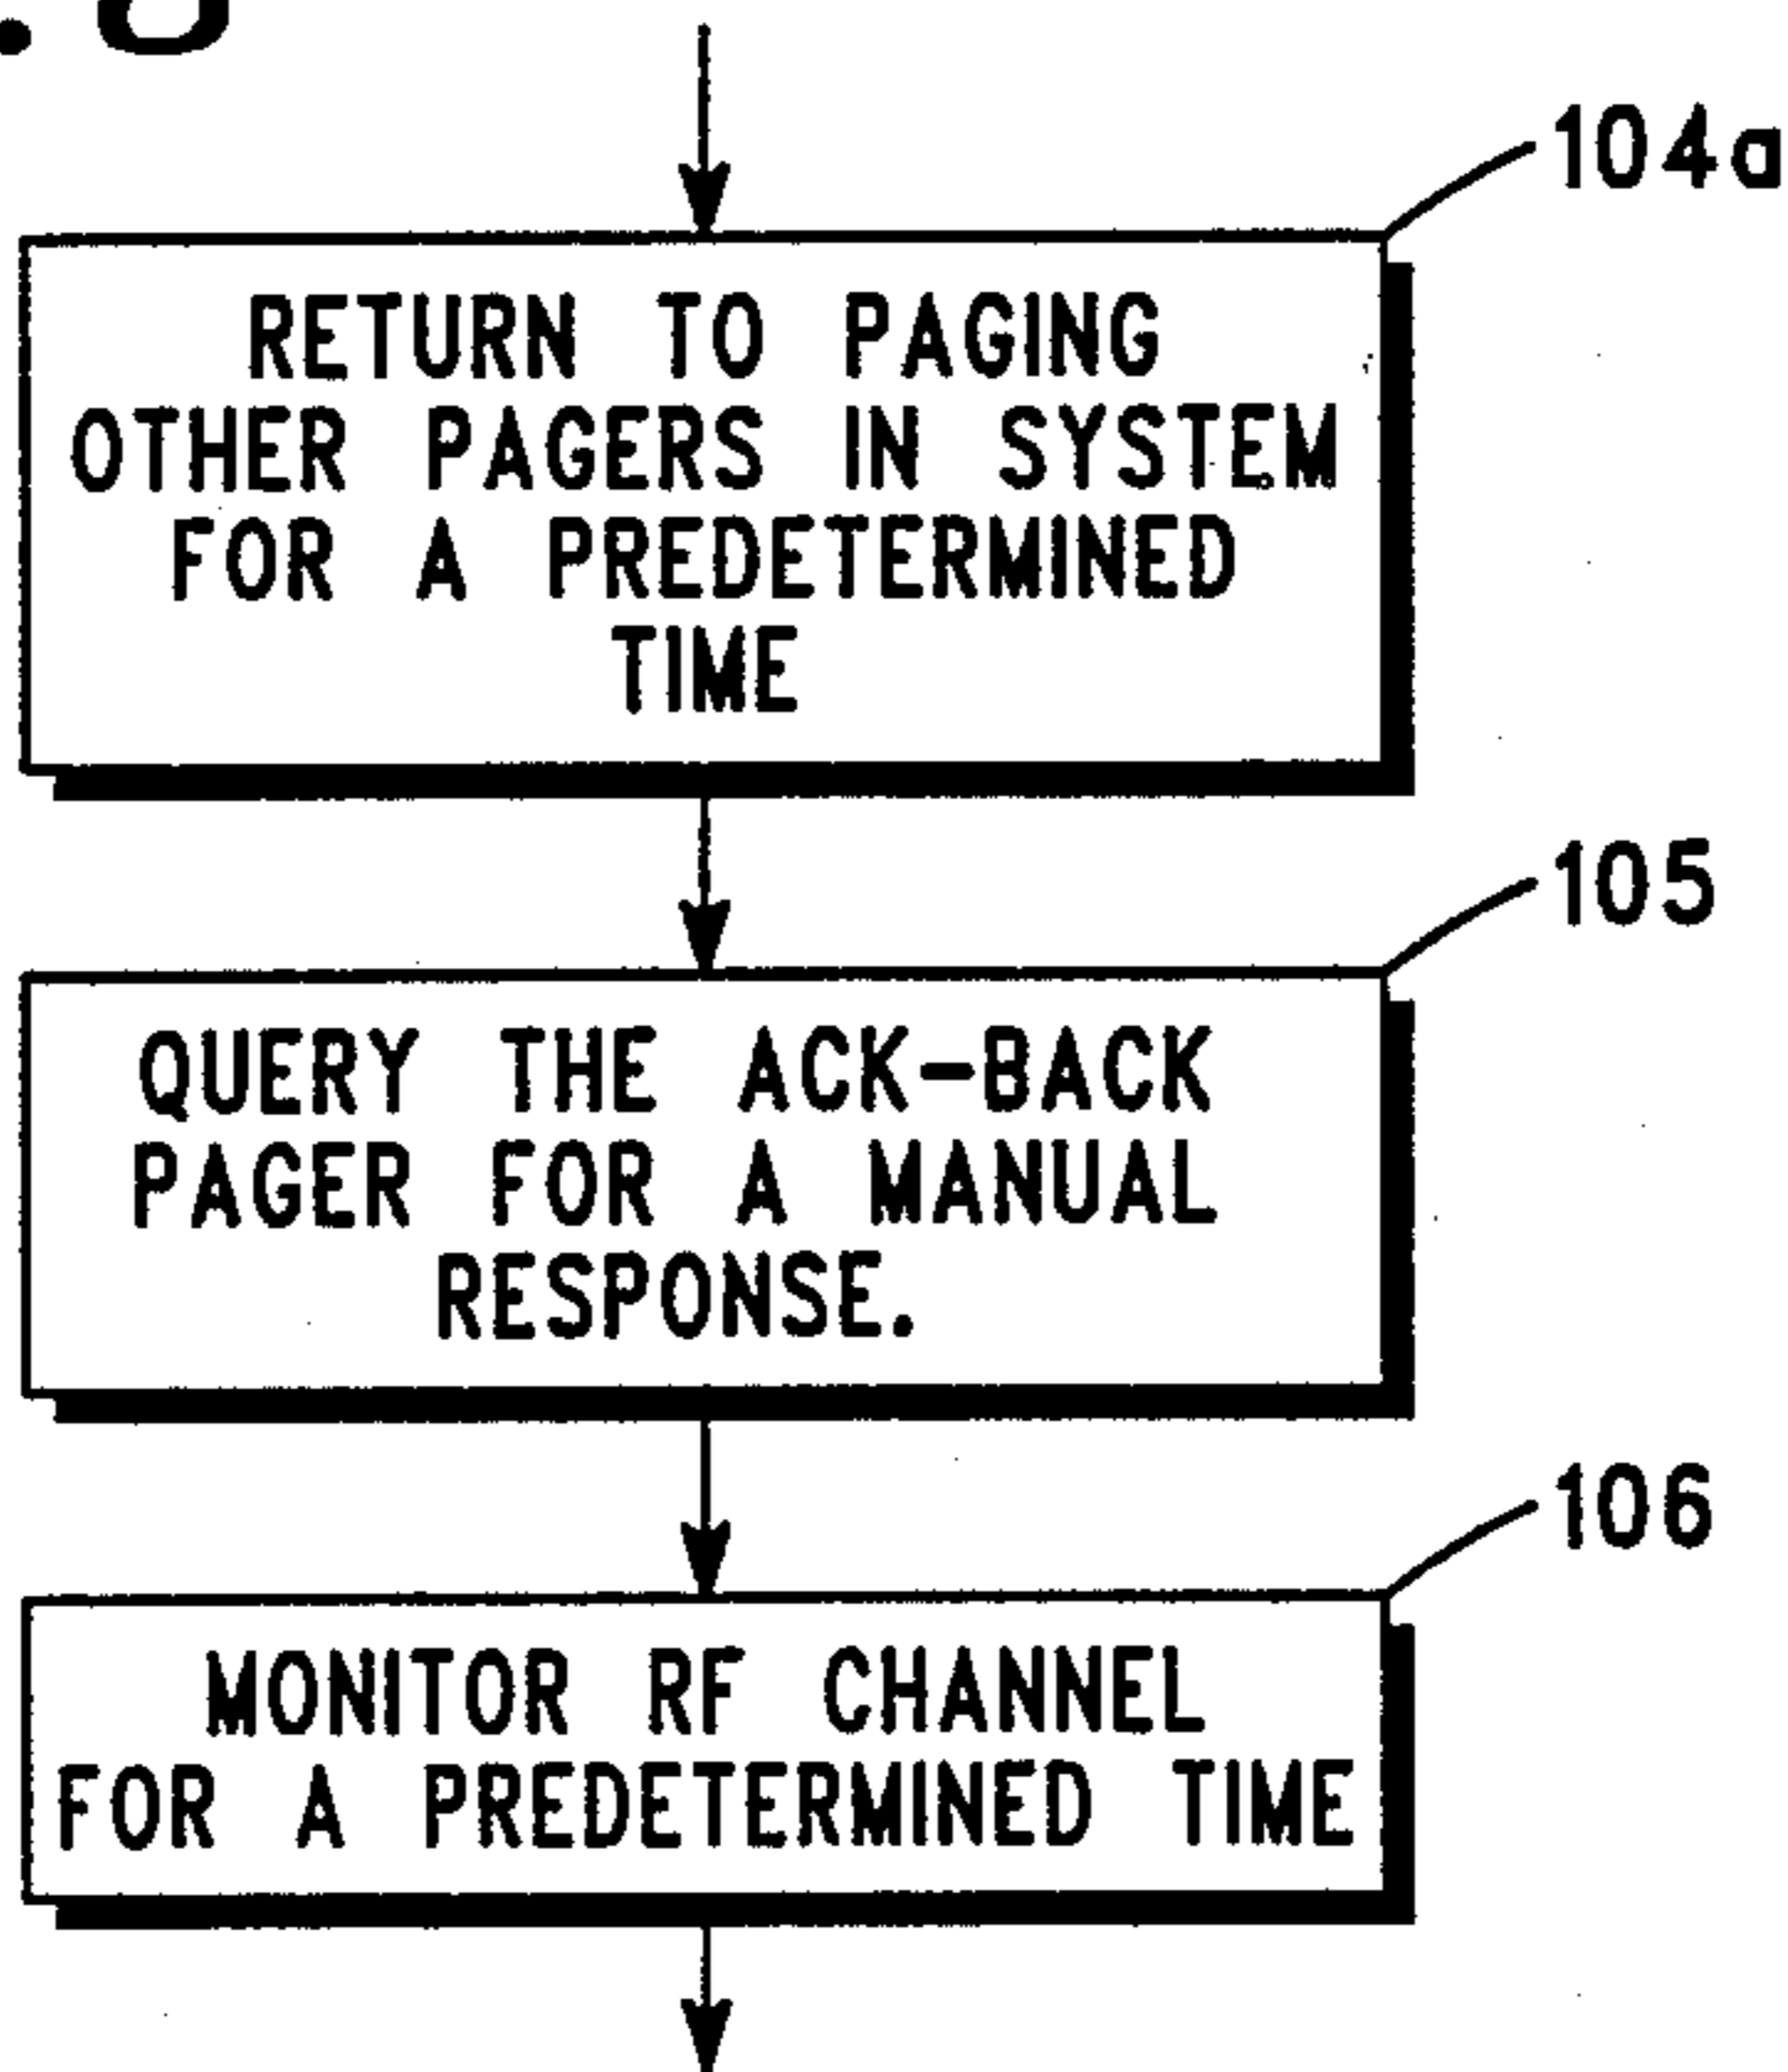 104a
RETURN TO PAGING
OTHER PAGERS IN SYSTEM
FOR A PREDETERMINED
TIME
105
QUERY THE ACK-BACK
PAGER FOR A MANUAL
RESPONSE.
106
MONITOR RF CHANNEL
FOR A PREDETERMINED TIME